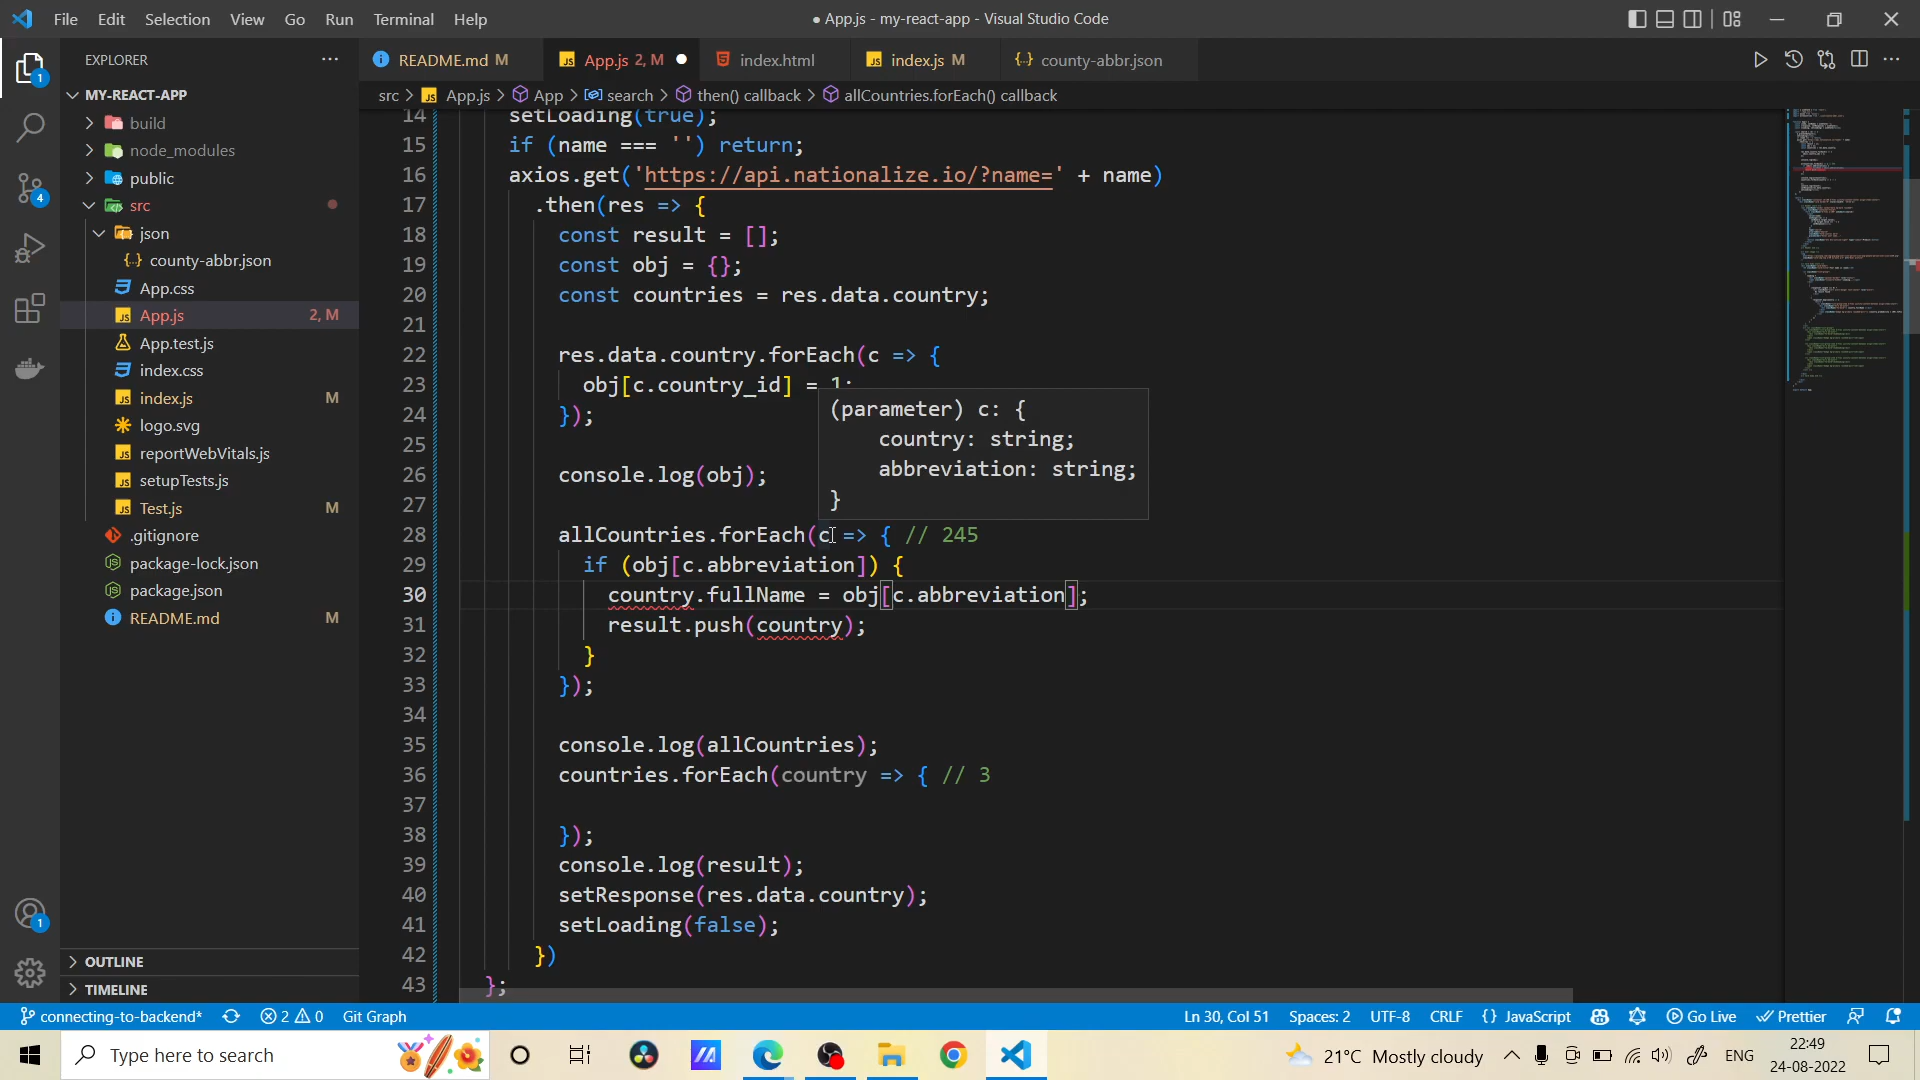 File Edit Selection View Go Run Terminal Help
● App.js - my-react-app - Visual Studio Code
EXPLORER
README.md M
App.js 2, M
index.html
index.js M
county-abbr.json
src > App.js > App > search > then() callback > allCountries.forEach() callback
MY-REACT-APP
build
node_modules
public
src
json
county-abbr.json
App.css
App.js 2, M
App.test.js
index.css
index.js M
logo.svg
reportWebVitals.js
setupTests.js
Test.js M
.gitignore
package-lock.json
package.json
README.md M
OUTLINE
TIMELINE
1
4
1
14 setLoading(true);
15 if (name === '') return;
16 axios.get('https://api.nationalize.io/?name=' + name)
17 .then(res => {
18 const result = [];
19 const obj = {};
20 const countries = res.data.country;
21
22 res.data.country.forEach(c => {
23 obj[c.country_id] = 1;
24 });
25
26 console.log(obj);
27
28 allCountries.forEach(c => { // 245
29 if (obj[c.abbreviation]) {
30 country.fullName = obj[c.abbreviation];
31 result.push(country);
32 }
33 });
34
35 console.log(allCountries);
36 countries.forEach(country => { // 3
37
38 });
39 console.log(result);
40 setResponse(res.data.country);
41 setLoading(false);
42 })
43 };
(parameter) c: {
country: string;
abbreviation: string;
}
connecting-to-backend* 2 0 Git Graph
Ln 30, Col 51 Spaces: 2 UTF-8 CRLF {} JavaScript Go Live Prettier
Type here to search
21°C Mostly cloudy
ENG
22:49
24-08-2022